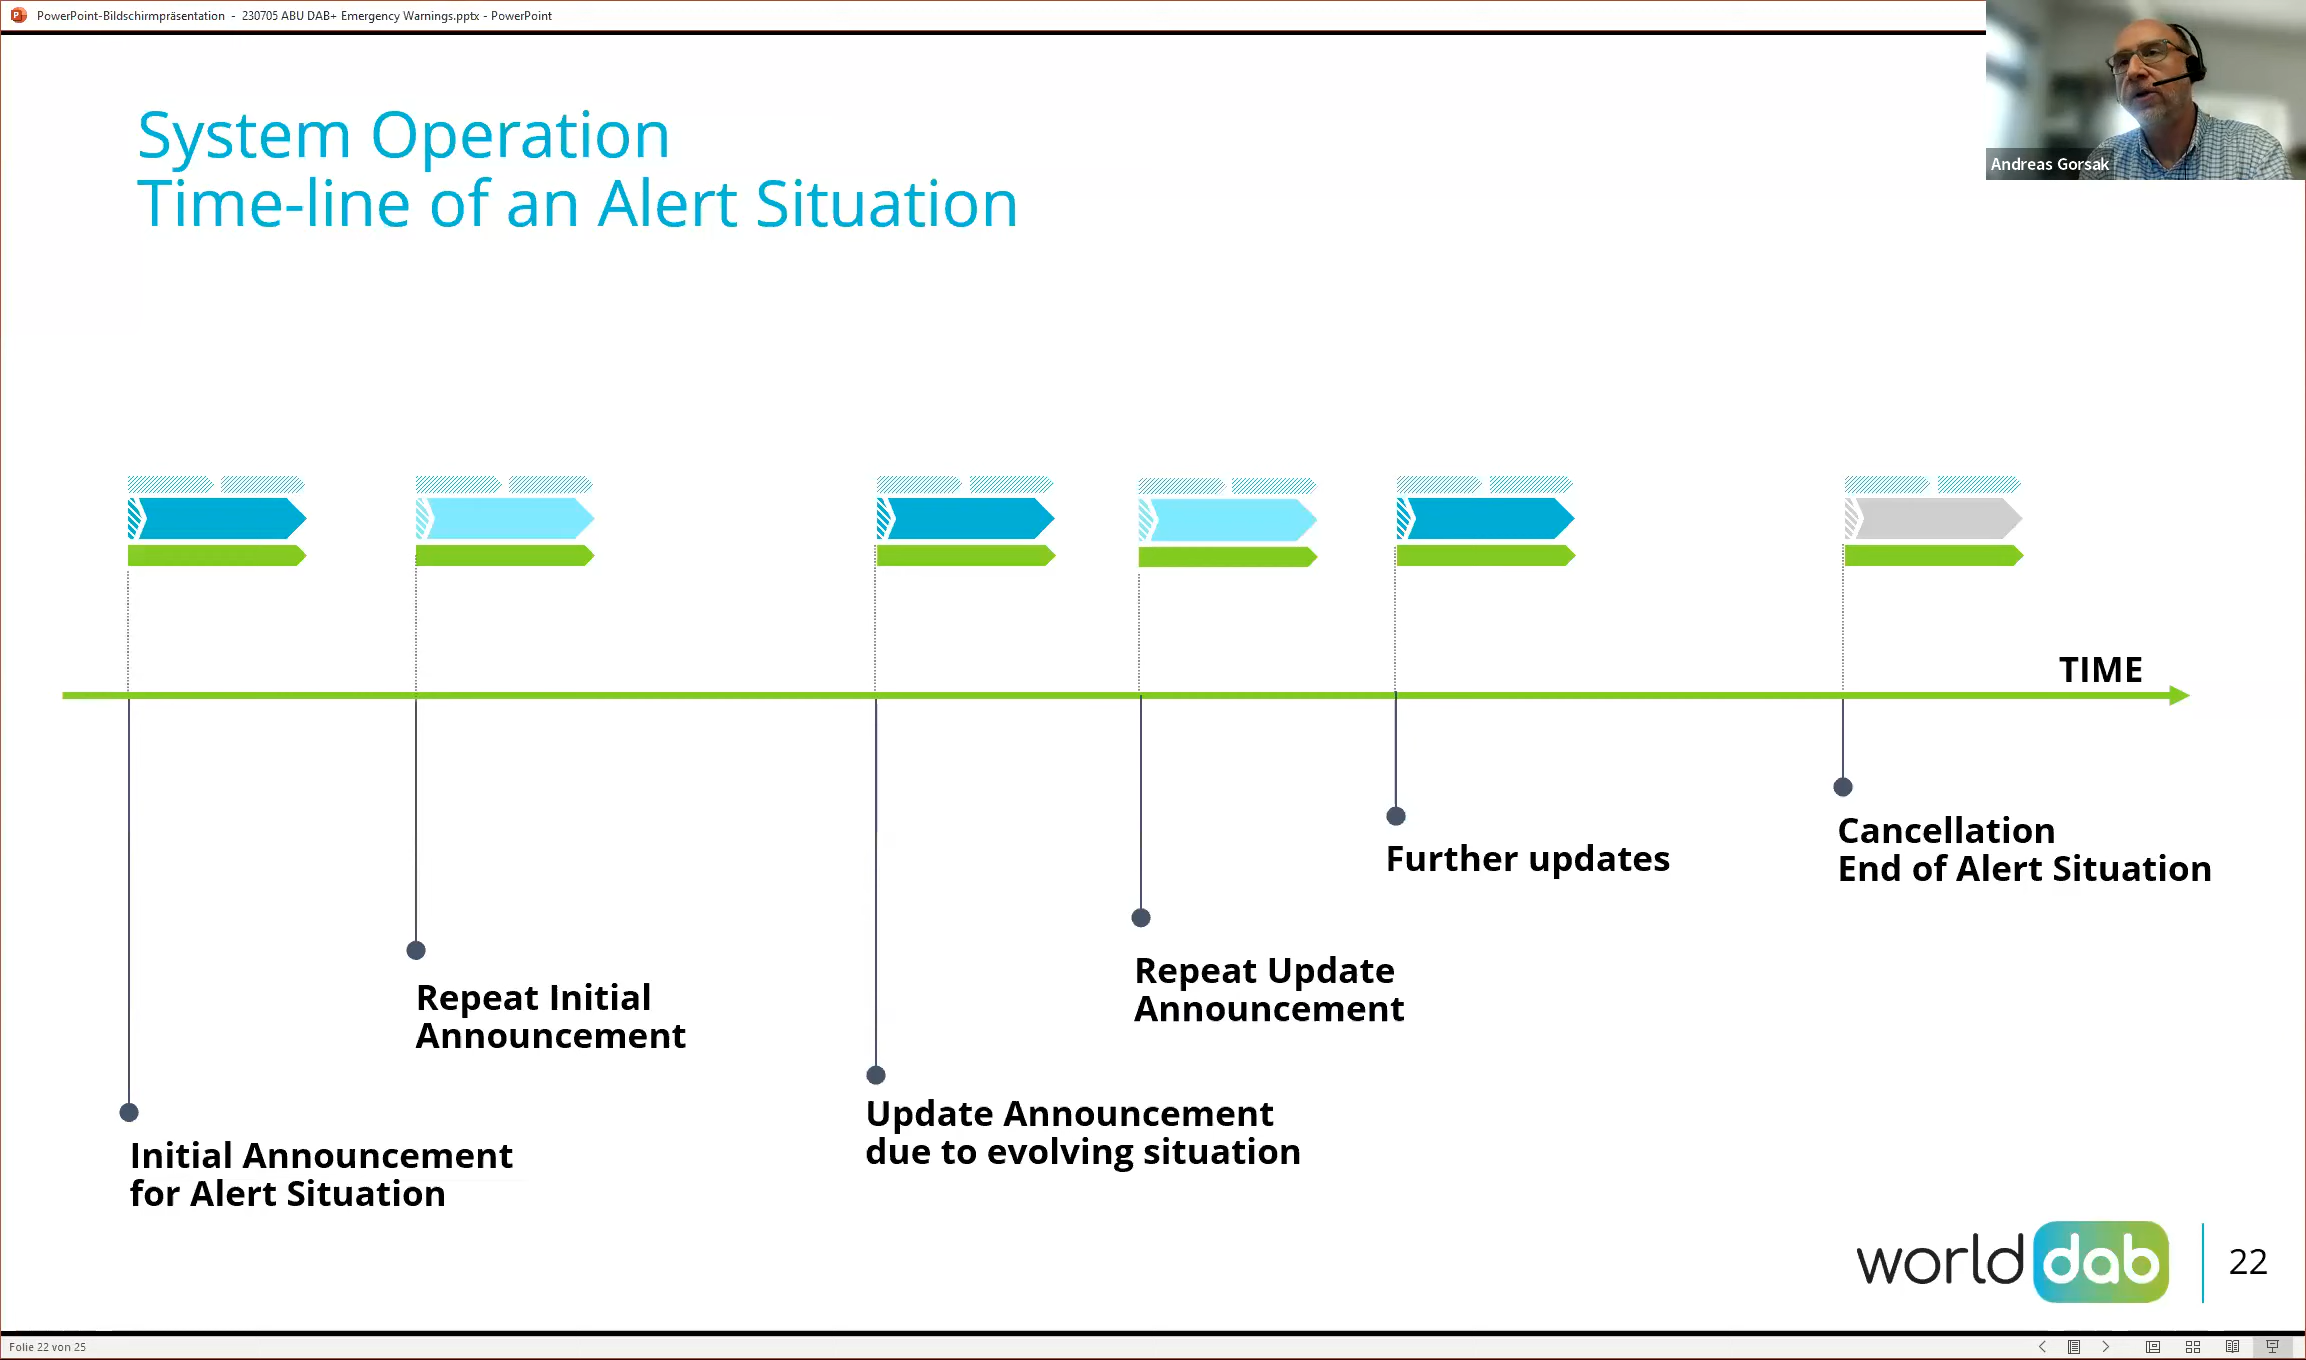 PowerPoint-Bildschirmpräsentation - 230705 ABU DAB+ Emergency Warnings.pptx - PowerPoint
Andreas Gorsak
System Operation
Time-line of an Alert Situation
TIME
Cancellation
End of Alert Situation
Further updates
Repeat Update
Announcement
Repeat Initial
Announcement
Update Announcement
due to evolving situation
Initial Announcement
for Alert Situation
world dab
22
Folie 22 von 25